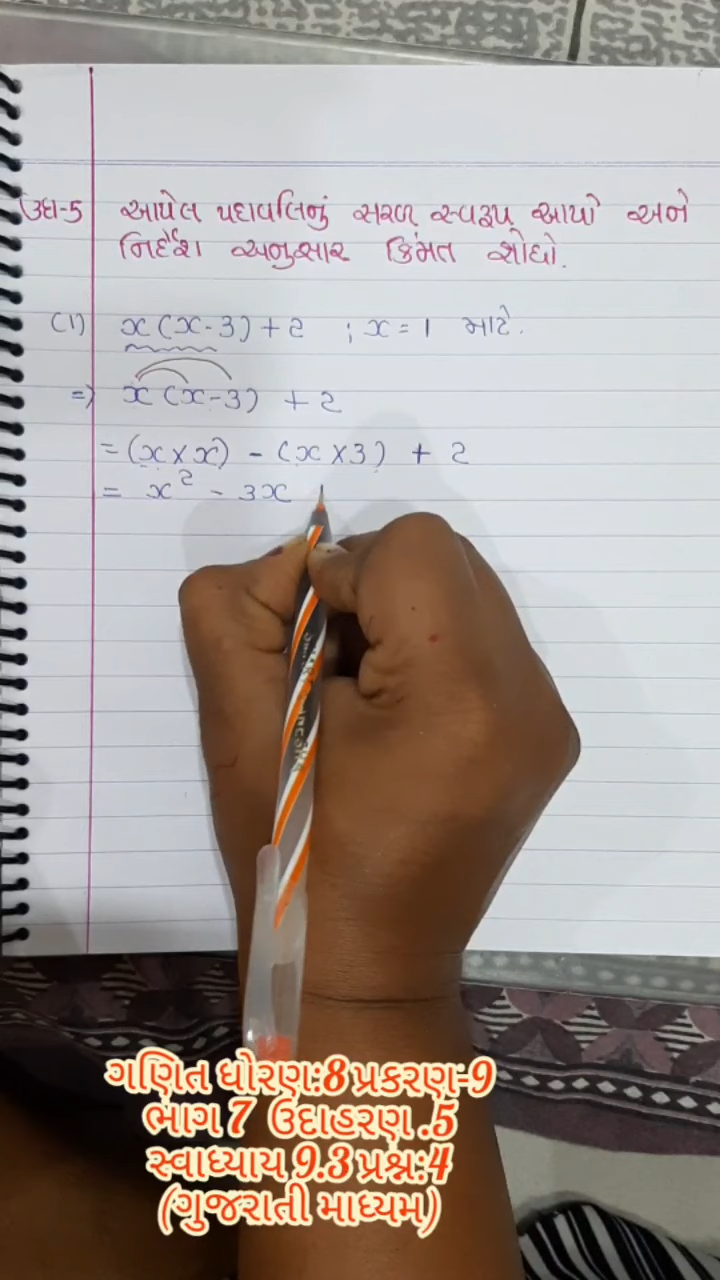 ઉદા-5 આપેલ પદાવલિનું સરળ સ્વરૂપ આપો અને
નિર્દેશ અનુસાર કિંમત શોધો.
(1) x(x-3)+2 ; x=1 માટે.
=> x(x-3) + 2
= (x×x) - (x×3) + 2
= x² - 3x
ગણિત ધોરણ:8 પ્રકરણ-9
ભાગ 7 ઉદાહરણ .5
સ્વાધ્યાય 9.3 પ્રશ્ન:4
(ગુજરાતી માધ્યમ)